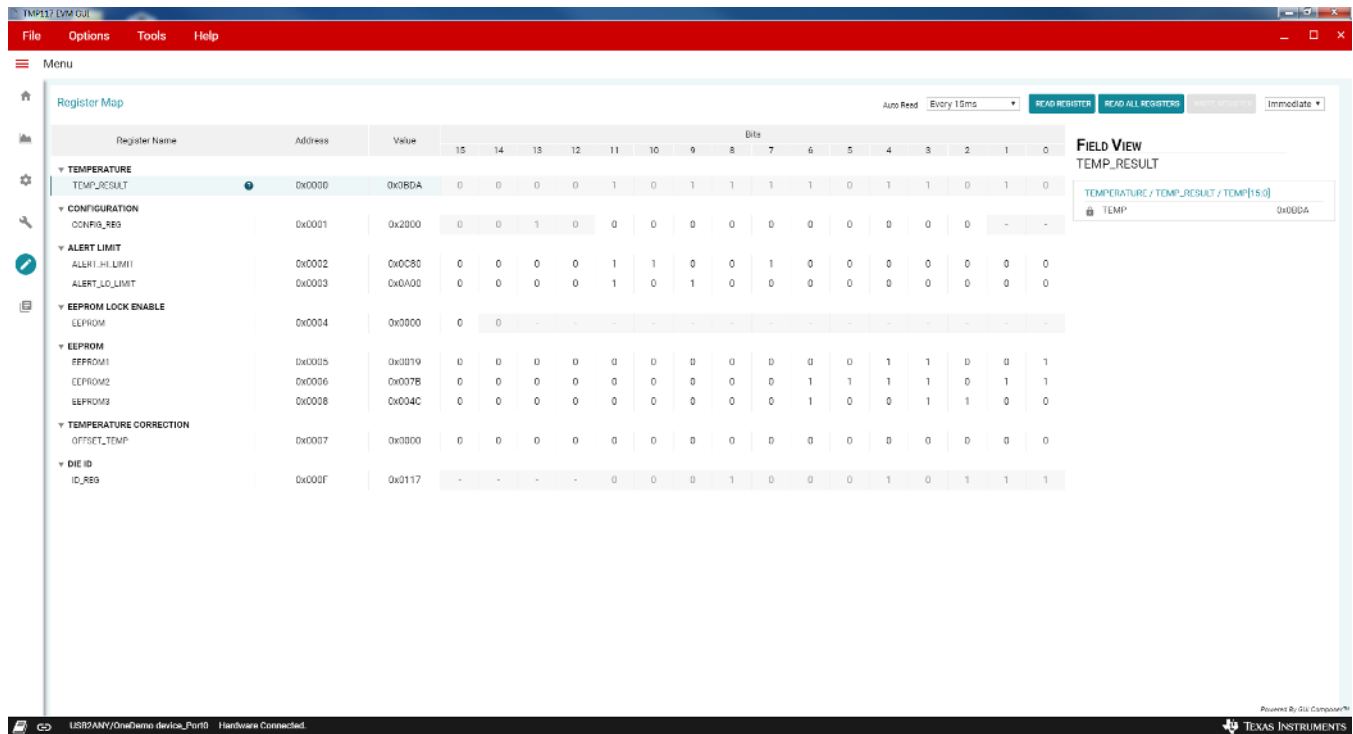 TMP117 EVM GUI
File Options Tools Help
Menu
Register Map Auto Read Every 15ms READ REGISTER READ ALL REGISTERS WRITE REGISTER Immediate
Register Name Address Value Bits
15 14 13 12 11 10 9 8 7 6 5 4 3 2 1 0
FIELD VIEW
TEMP_RESULT
TEMPERATURE / TEMP_RESULT / TEMP[15:0]
TEMP 0x0BDA
TEMPERATURE
TEMP_RESULT 0x0000 0x0BDA 0 0 0 0 1 0 1 1 1 1 0 1 1 0 1 0
CONFIGURATION
CONFIG_REG 0x0001 0x2000 0 0 1 0 0 0 0 0 0 0 0 0 0 0 - -
ALERT LIMIT
ALERT_HI_LIMIT 0x0002 0x0C80 0 0 0 0 1 1 0 0 1 0 0 0 0 0 0 0
ALERT_LO_LIMIT 0x0003 0x0A00 0 0 0 0 1 0 1 0 0 0 0 0 0 0 0 0
EEPROM LOCK ENABLE
EEPROM 0x0004 0x0000 0 0 - - - - - - - - - - - - - -
EEPROM
EEPROM1 0x0005 0x0019 0 0 0 0 0 0 0 0 0 0 0 1 1 0 0 1
EEPROM2 0x0006 0x007B 0 0 0 0 0 0 0 0 0 1 1 1 1 0 1 1
EEPROM3 0x0008 0x004C 0 0 0 0 0 0 0 0 0 1 0 0 1 1 0 0
TEMPERATURE CORRECTION
OFFSET_TEMP 0x0007 0x0000 0 0 0 0 0 0 0 0 0 0 0 0 0 0 0 0
DIE ID
ID_REG 0x000F 0x0117 - - - - 0 0 0 1 0 0 0 1 0 1 1 1
Powered By GUI Composer™
USB2ANY/OneDemo device_Port0 Hardware Connected.
TEXAS INSTRUMENTS